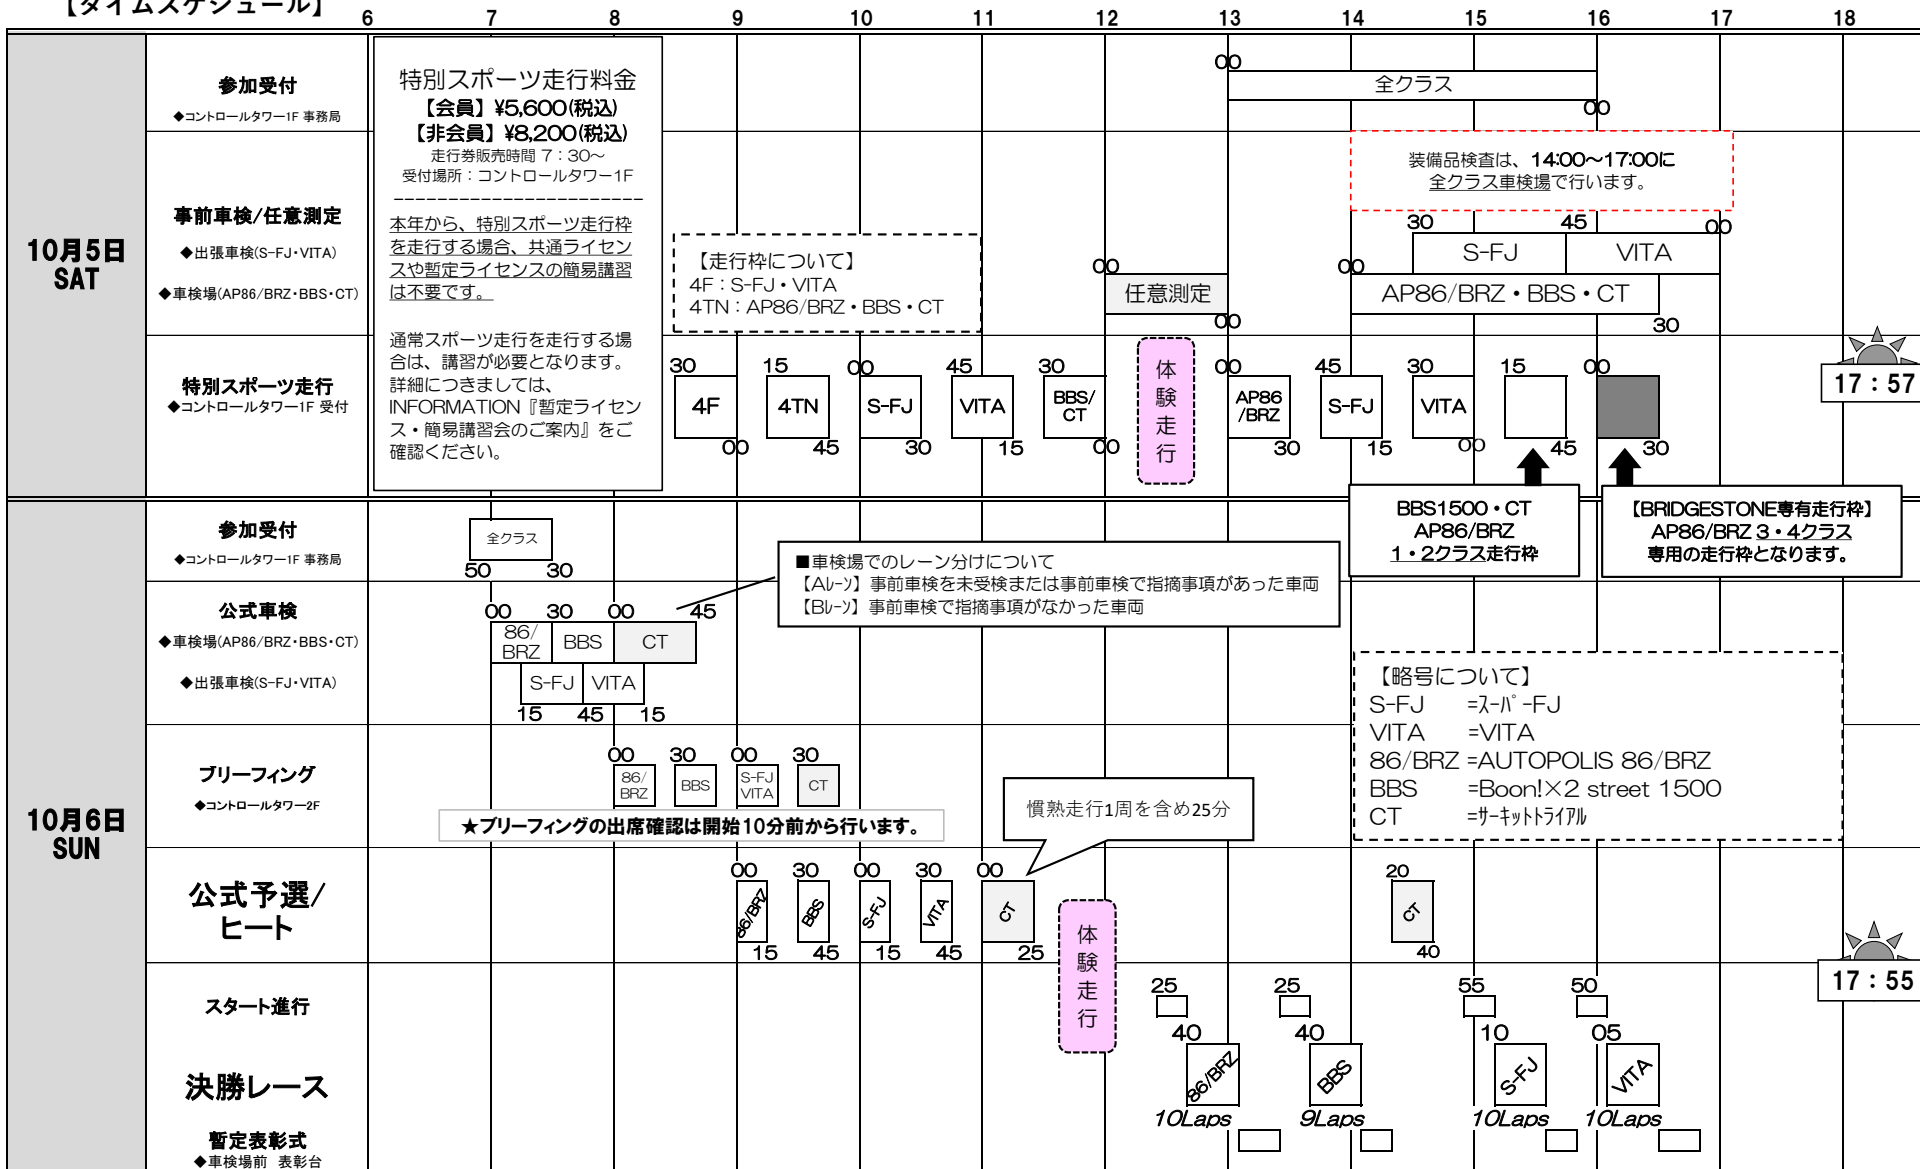 【タイムスケジュール】
6 7 8 9 10 11 12 13 14 15 16 17 18
10月5日
SAT
参加受付
◆コントロールタワー1F 事務局
00
全クラス
00
特別スポーツ走行料金
【会員】¥5,600(税込)
【非会員】¥8,200(税込)
走行券販売時間 7：30～
受付場所：コントロールタワー1F
本年から、特別スポーツ走行枠
を走行する場合、共通ライセン
スや暫定ライセンスの簡易講習
は不要です。
通常スポーツ走行を走行する場
合は、講習が必要となります。
詳細につきましては、
INFORMATION『暫定ライセン
ス・簡易講習会のご案内』をご
確認ください。
事前車検/任意測定
◆出張車検(S-FJ・VITA)
◆車検場(AP86/BRZ・BBS・CT)
【走行枠について】
4F：S-FJ・VITA
4TN：AP86/BRZ・BBS・CT
装備品検査は、14:00～17:00に
全クラス車検場で行います。
30 45 00
S-FJ VITA
00 00
任意測定 AP86/BRZ・BBS・CT
00 30
特別スポーツ走行
◆コントロールタワー1F 受付
30 15 00 45 30 00 45 30 15 00
4F 4TN S-FJ VITA BBS/
CT
体験走行
AP86
/BRZ
S-FJ VITA
00 45 30 15 00 30 15 00 45 30
17：57
BBS1500・CT
AP86/BRZ
1・2クラス走行枠
【BRIDGESTONE専有走行枠】
AP86/BRZ 3・4クラス
専用の走行枠となります。
10月6日
SUN
参加受付
◆コントロールタワー1F 事務局
全クラス
50 30
■車検場でのレーン分けについて
【Aﾚｰﾝ】事前車検を未受検または事前車検で指摘事項があった車両
【Bﾚｰﾝ】事前車検で指摘事項がなかった車両
公式車検
◆車検場(AP86/BRZ・BBS・CT)
◆出張車検(S-FJ・VITA)
00 30 00 45
86/
BRZ
BBS CT
S-FJ VITA
15 45 15
【略号について】
S-FJ =ｽｰﾊﾟｰFJ
VITA =VITA
86/BRZ =AUTOPOLIS 86/BRZ
BBS =Boon!×2 street 1500
CT =ｻｰｷｯﾄﾄﾗｲｱﾙ
ブリーフィング
◆コントロールタワー2F
00 30 00 30
86/
BRZ
BBS
S-FJ
VITA
CT
★ブリーフィングの出席確認は開始10分前から行います。
慣熟走行1周を含め25分
公式予選/
ヒート
00 30 00 30 00 20
86/BRZ BBS S-FJ VITA CT CT
15 45 15 45 25 40
体験走行
17：55
スタート進行
25 25 55 50
決勝レース
40 40 10 05
86/BRZ BBS S-FJ VITA
10Laps 9Laps 10Laps 10Laps
暫定表彰式
◆車検場前 表彰台